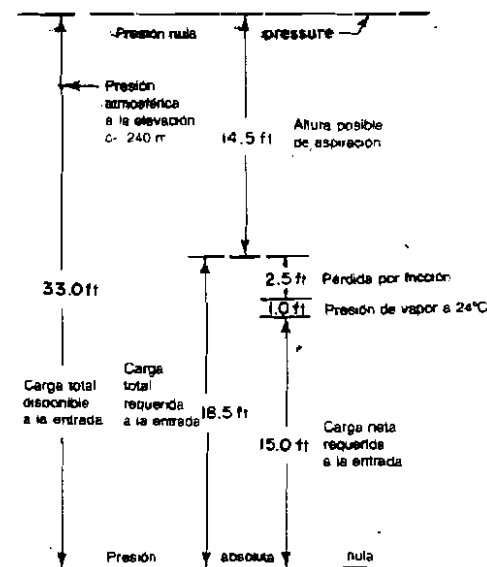 Presión nula
pressure
Presión
atmosférica
a la elevación
240 m
14.5 ft
Altura posible
de aspiración
33.0 ft
2.5 ft Pérdida por fricción
1.0 ft Presión de vapor a 24°C
Carga total
disponible
a la entrada
Carga
total
requerida
a la entrada
18.5 ft
15.0 ft
Carga neta
requerida
a la entrada
Presión absoluta nula